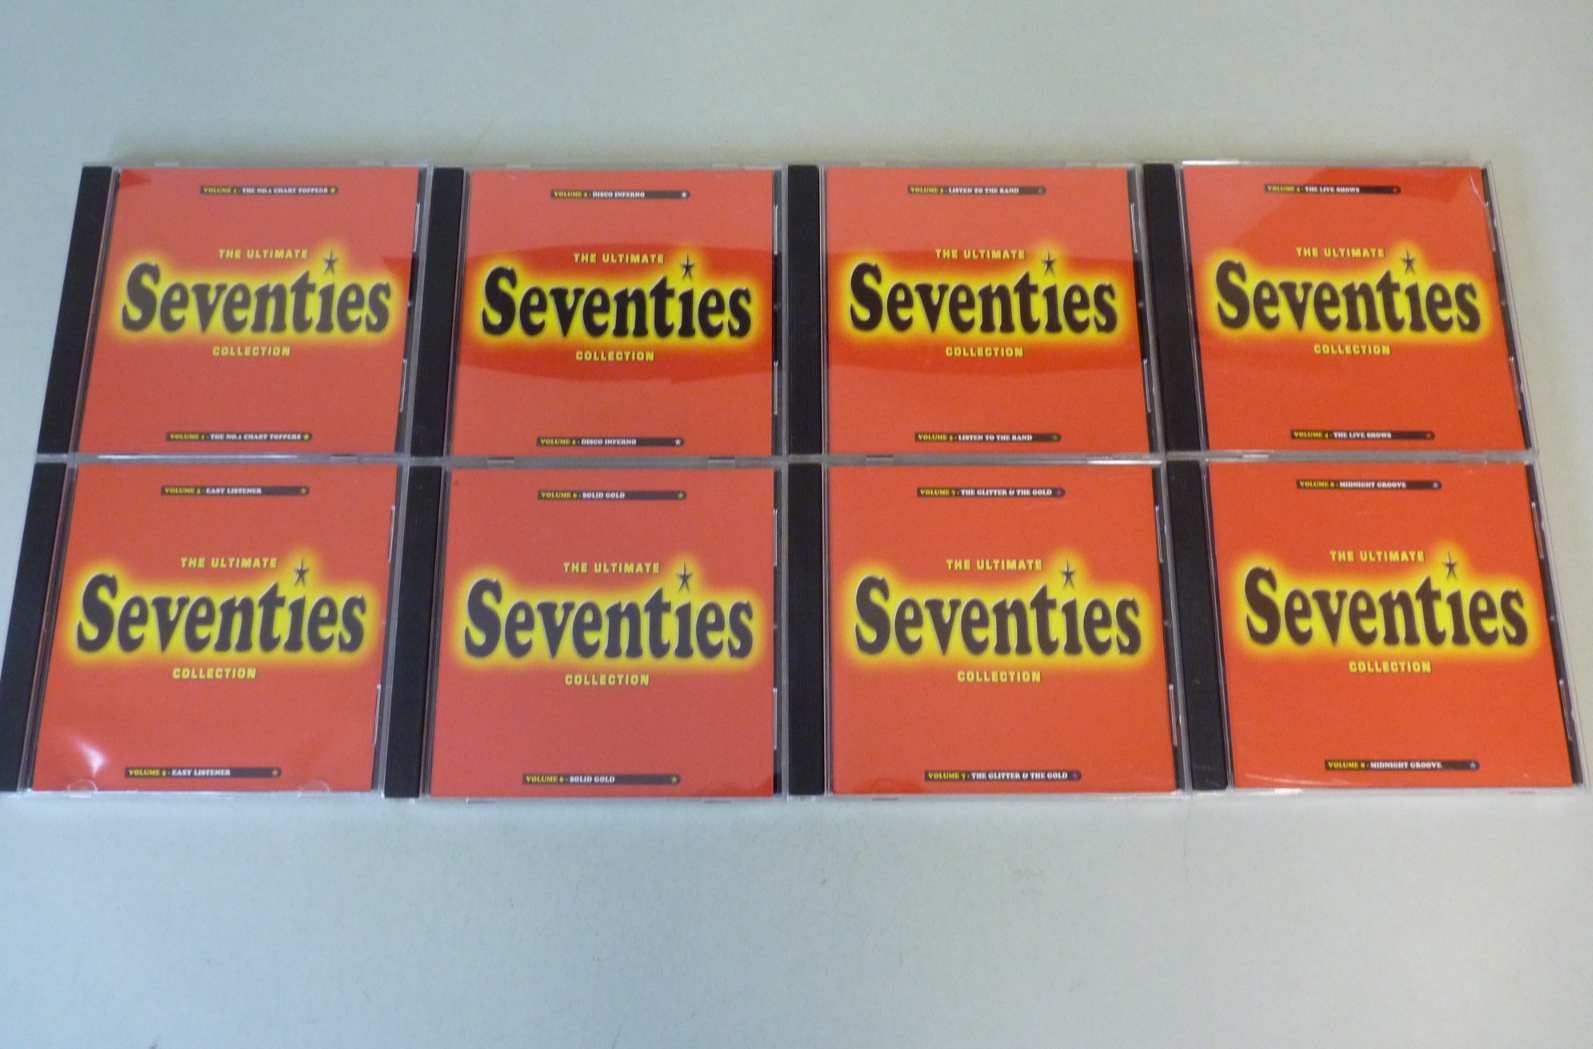 VOLUME 1 - THE NO.1 CHART TOPPERS
THE ULTIMATE
Seventies
COLLECTION
VOLUME 1 - THE NO.1 CHART TOPPERS
VOLUME 2 - DISCO INFERNO
THE ULTIMATE
Seventies
COLLECTION
VOLUME 2 - DISCO INFERNO
VOLUME 3 - LISTEN TO THE BAND
THE ULTIMATE
Seventies
COLLECTION
VOLUME 3 - LISTEN TO THE BAND
VOLUME 4 - THE LIVE SHOWS
THE ULTIMATE
Seventies
COLLECTION
VOLUME 4 - THE LIVE SHOWS
VOLUME 5 - EASY LISTENER
THE ULTIMATE
Seventies
COLLECTION
VOLUME 5 - EASY LISTENER
VOLUME 6 - SOLID GOLD
THE ULTIMATE
Seventies
COLLECTION
VOLUME 6 - SOLID GOLD
VOLUME 7 - THE GLITTER & THE GOLD
THE ULTIMATE
Seventies
COLLECTION
VOLUME 7 - THE GLITTER & THE GOLD
VOLUME 8 - MIDNIGHT GROOVE
THE ULTIMATE
Seventies
COLLECTION
VOLUME 8 - MIDNIGHT GROOVE